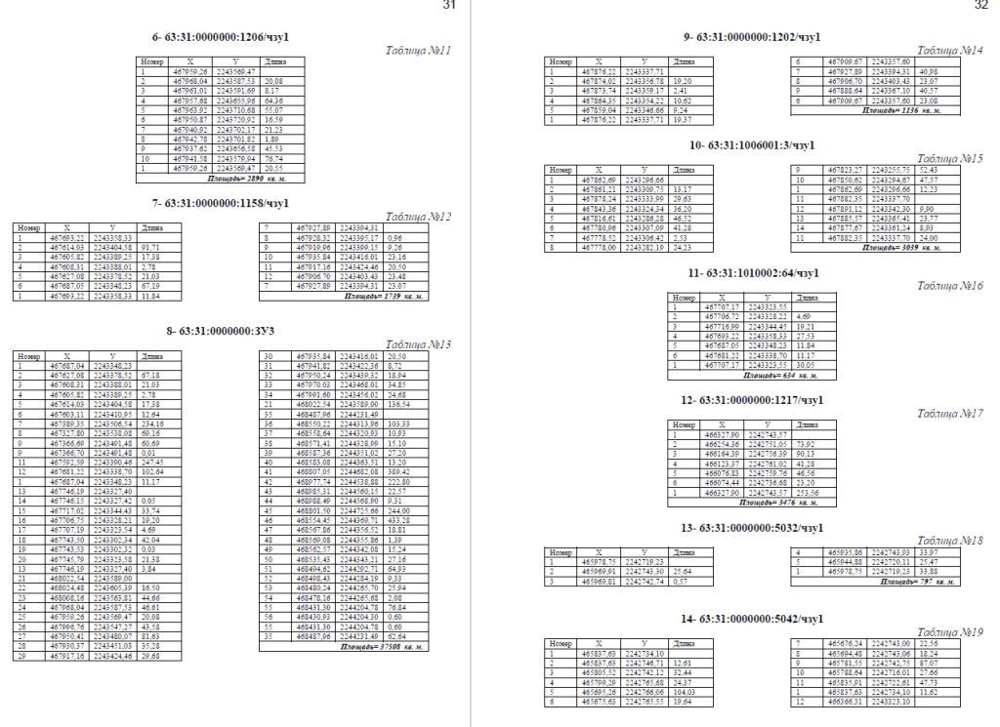 31
6- 63:31:0000000:1206/чзу1
Таблица №11
Номер X У Длина
1 467959,26 2243569,47
2 467968,04 2243587,53 20,08
3 467961,01 2243591,69 8,17
4 467957,68 2243655,96 64,36
5 467963,92 2243710,68 55,07
6 467950,87 2243720,92 16,59
7 467940,92 2243702,17 21,23
8 467942,78 2243701,82 1,89
9 467937,62 2243656,58 45,53
10 467941,58 2243579,94 76,74
1 467959,26 2243569,47 20,55
Площадь= 2890 кв. м.
7- 63:31:0000000:1158/чзу1
Таблица №12
Номер X У Длина
1 467693,22 2243358,33
2 467614,03 2243404,58 91,71
3 467605,82 2243389,25 17,38
4 467608,31 2243388,01 2,78
5 467627,08 2243378,52 21,03
6 467687,05 2243348,23 67,19
1 467693,22 2243358,33 11,84
7 467927,89 2243394,31
8 467928,32 2243395,17 0,96
9 467919,96 2243399,15 9,26
10 467935,84 2243416,01 23,16
11 467917,16 2243424,46 20,50
12 467906,70 2243403,43 23,48
7 467927,89 2243394,31 23,07
Площадь= 1739 кв. м.
8- 63:31:0000000:ЗУ3
Таблица №13
Номер X У Длина
1 467687,04 2243348,23
2 467627,08 2243378,52 67,18
3 467608,31 2243388,01 21,03
4 467605,82 2243389,25 2,78
5 467614,03 2243404,58 17,38
6 467603,11 2243410,95 12,64
7 467389,35 2243506,54 234,16
8 467327,80 2243538,08 69,16
9 467366,69 2243491,48 60,69
9 467366,70 2243491,48 0,01
11 467592,59 2243390,46 247,45
12 467681,22 2243338,70 102,64
1 467687,04 2243348,23 11,17
13 467746,19 2243327,40
14 467746,15 2243327,42 0,05
15 467717,02 2243344,43 33,74
16 467706,75 2243328,21 19,20
17 467707,19 2243323,54 4,69
18 467743,50 2243302,34 42,04
19 467743,53 2243302,32 0,03
20 467745,79 2243323,58 21,38
13 467746,19 2243327,40 3,84
21 468022,54 2243589,00
22 468024,48 2243605,39 16,50
23 468008,16 2243563,81 44,66
24 467968,04 2243587,53 46,61
25 467959,26 2243569,47 20,08
26 467996,76 2243547,27 43,58
27 467950,41 2243480,07 81,63
28 467930,37 2243451,03 35,28
29 467917,16 2243424,46 29,68
30 467935,84 2243416,01 20,50
31 467941,82 2243422,36 8,72
32 467950,24 2243439,32 18,94
33 467970,03 2243468,01 34,85
34 467991,60 2243456,02 24,68
21 468022,54 2243589,00 136,54
35 468487,96 2244231,49
36 468550,22 2244313,96 103,33
37 468558,64 2244320,93 10,93
38 468571,41 2244328,99 15,10
39 468587,36 2244351,02 27,20
40 468583,08 2244363,51 13,20
41 468807,05 2244682,08 389,42
42 468977,74 2244538,88 222,80
43 468985,31 2244560,15 22,57
44 468988,49 2244568,90 9,31
45 468801,50 2244725,66 244,00
46 468554,45 2244369,71 433,28
47 468567,86 2244356,52 18,81
48 468569,08 2244355,86 1,39
49 468562,57 2244342,08 15,24
50 468535,43 2244343,21 27,16
51 468494,62 2244292,71 64,93
52 468498,43 2244284,19 9,33
53 468480,24 2244265,70 25,94
54 468478,16 2244265,68 2,08
55 468431,30 2244204,78 76,84
56 468430,93 2244204,30 0,60
55 468431,30 2244204,78 0,60
35 468487,96 2244231,49 62,64
Площадь= 37508 кв. м.
32
9- 63:31:0000000:1202/чзу1
Таблица №14
Номер X У Длина
1 467876,22 2243337,71
2 467874,02 2243356,78 19,20
3 467873,74 2243359,17 2,41
4 467864,35 2243354,22 10,62
5 467859,04 2243346,66 9,24
1 467876,22 2243337,71 19,37
6 467909,67 2243357,60
7 467927,89 2243394,31 40,98
8 467906,70 2243403,43 23,07
9 467888,64 2243367,10 40,57
6 467909,67 2243357,60 23,08
Площадь= 1136 кв. м.
10- 63:31:1006001:3/чзу1
Таблица №15
Номер X У Длина
1 467862,69 2243296,66
2 467861,21 2243309,75 13,17
3 467878,24 2243333,99 29,63
4 467843,36 2243324,34 36,20
5 467816,61 2243286,28 46,52
6 467780,96 2243307,09 41,28
7 467778,52 2243306,42 2,53
8 467778,00 2243282,19 24,23
9 467823,27 2243255,75 52,43
10 467850,62 2243294,67 47,57
1 467862,69 2243296,66 12,23
11 467882,35 2243337,70
12 467891,12 2243342,30 9,90
13 467885,57 2243365,41 23,77
14 467877,67 2243361,24 8,93
11 467882,35 2243337,70 24,00
Площадь= 3039 кв. м.
11- 63:31:1010002:64/чзу1
Таблица №16
Номер X У Длина
1 467707,17 2243323,55
2 467706,72 2243328,22 4,69
3 467716,99 2243344,45 19,21
4 467693,22 2243358,33 27,53
5 467687,05 2243348,23 11,84
6 467681,22 2243338,70 11,17
1 467707,17 2243323,55 30,05
Площадь= 634 кв. м.
12- 63:31:0000000:1217/чзу1
Таблица №17
Номер X У Длина
1 466327,90 2242743,57
2 466254,36 2242751,05 73,92
3 466164,39 2242756,39 90,13
4 466123,37 2242761,02 41,28
5 466076,83 2242759,76 46,56
6 466074,44 2242736,68 23,20
1 466327,90 2242743,57 253,56
Площадь= 3476 кв. м.
13- 63:31:0000000:5032/чзу1
Таблица №18
Номер X У Длина
1 465978,75 2242719,23
2 465969,91 2242743,30 25,64
3 465969,81 2242742,74 0,57
4 465935,86 2242743,93 33,97
5 465944,88 2242720,11 25,47
1 465978,75 2242719,23 33,88
Площадь= 797 кв. м.
14- 63:31:0000000:5042/чзу1
Таблица №19
Номер X У Длина
1 465837,63 2242734,10
2 465837,63 2242746,71 12,61
3 465805,52 2242742,12 32,44
4 465799,29 2242765,68 24,37
5 465695,26 2242766,06 104,03
6 465675,63 2242765,55 19,64
7 465676,24 2242743,00 22,56
8 465694,48 2242743,06 18,24
9 465781,55 2242742,75 87,07
10 465788,64 2242716,01 27,66
11 465835,91 2242722,61 47,73
1 465837,63 2242734,10 11,62
12 466366,31 2243323,10